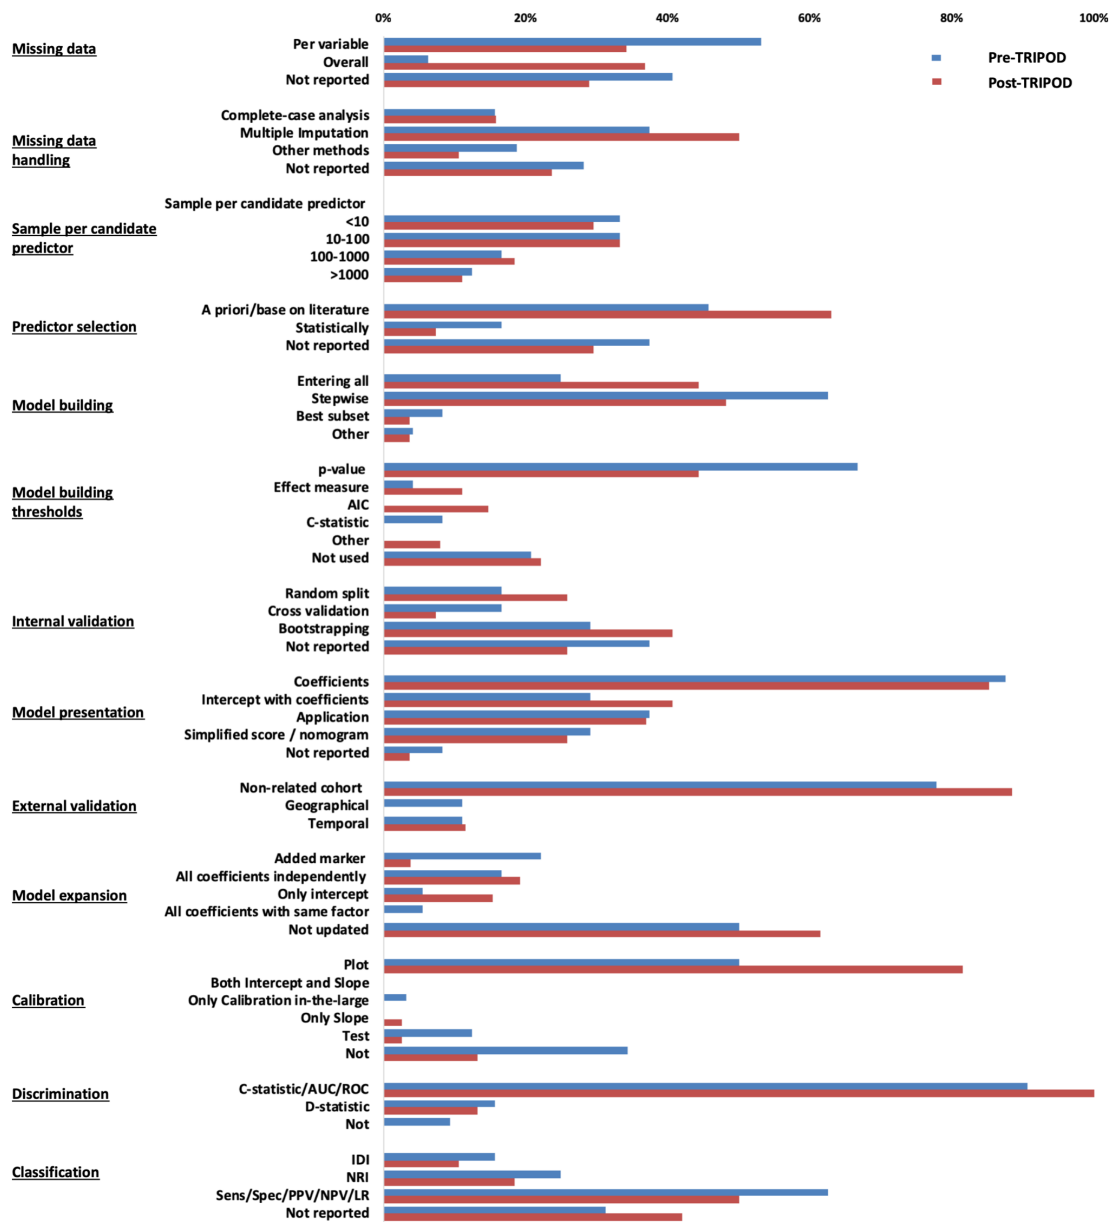 0% 20% 40% 60% 80% 100%
Missing data
Per variable
Overall
Not reported
Pre-TRIPOD
Post-TRIPOD
Missing data
handling
Complete-case analysis
Multiple Imputation
Other methods
Not reported
Sample per candidate
predictor
Sample per candidate predictor
<10
10-100
100-1000
>1000
Predictor selection
A priori/base on literature
Statistically
Not reported
Model building
Entering all
Stepwise
Best subset
Other
Model building
thresholds
p-value
Effect measure
AIC
C-statistic
Other
Not used
Internal validation
Random split
Cross validation
Bootstrapping
Not reported
Model presentation
Coefficients
Intercept with coefficients
Application
Simplified score / nomogram
Not reported
External validation
Non-related cohort
Geographical
Temporal
Model expansion
Added marker
All coefficients independently
Only intercept
All coefficients with same factor
Not updated
Calibration
Plot
Both Intercept and Slope
Only Calibration in-the-large
Only Slope
Test
Not
Discrimination
C-statistic/AUC/ROC
D-statistic
Not
Classification
IDI
NRI
Sens/Spec/PPV/NPV/LR
Not reported